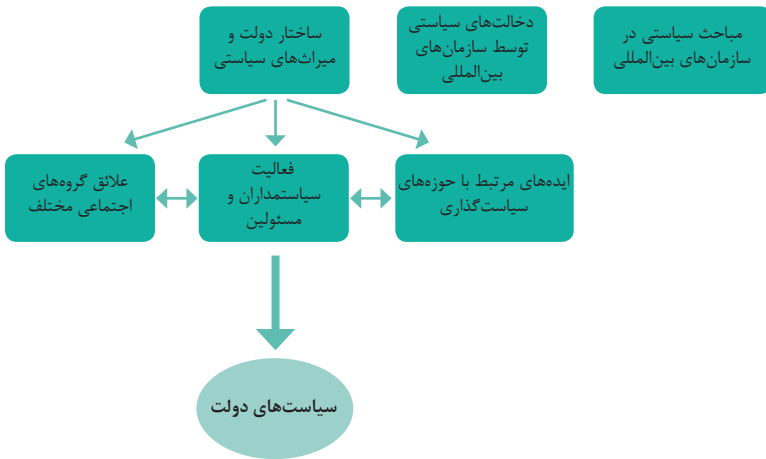 مباحث سیاستی در
سازمان‌های بین‌المللی
دخالت‌های سیاستی
توسط سازمان‌های
بین‌المللی
ساختار دولت و
میراث‌های سیاستی
ایده‌های مرتبط با حوزه‌های
سیاست‌گذاری
فعالیت
سیاستمداران و
مسئولین
علائق گروه‌های
اجتماعی مختلف
سیاست‌های دولت